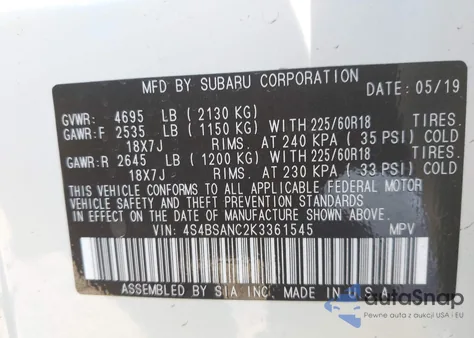 MFD BY SUBARU CORPORATION DATE: 05/19
GVWR: 4695 LB (2130 KG)
GAWR:F 2535 LB (1150 KG) WITH 225/60R18 TIRES.
18X7J RIMS. AT 240 KPA ( 35 PSI) COLD
GAWR:R 2645 LB (1200 KG) WITH 225/60R18 TIRES.
18X7J RIMS. AT 230 KPA ( 33 PSI) COLD
THIS VEHICLE CONFORMS TO ALL APPLICABLE FEDERAL MOTOR
VEHICLE SAFETY AND THEFT PREVENTION STANDARDS
IN EFFECT ON THE DATE OF MANUFACTURE SHOWN ABOVE.
VIN: 4S4BSANC2K3361545 MPV
ASSEMBLED BY SIA INC. MADE IN U.S.A.
autaSnap
Pewne auta z aukcji USA i EU